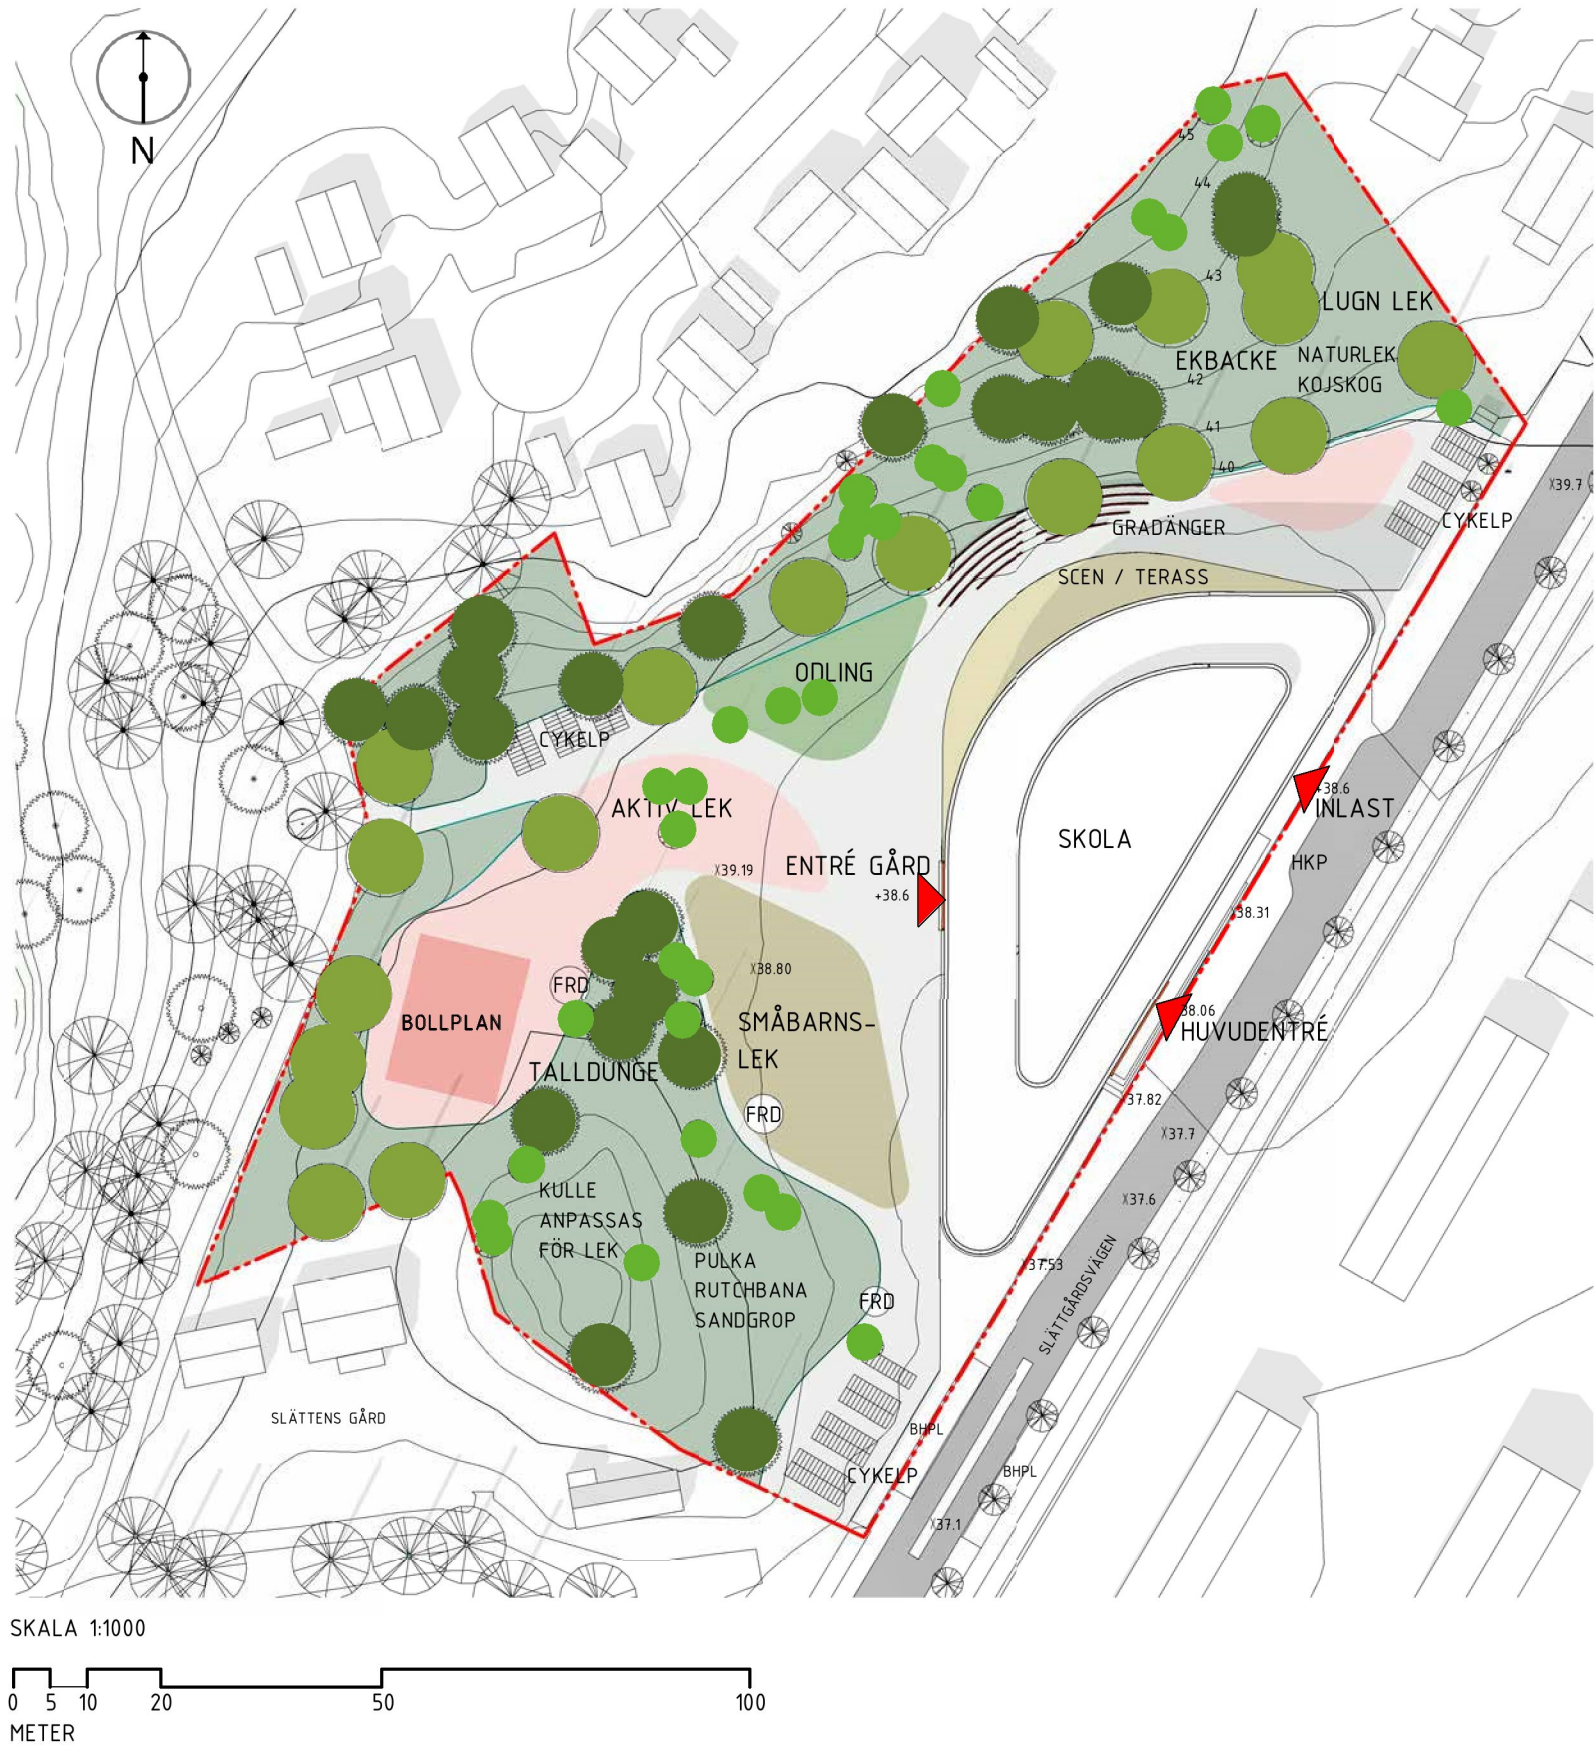 N
45
44
43
LUGN LEK
EKBACKE
NATURLEK
KOJSKOG
42
41
40
X39.7
CYKELP
GRADÄNGER
SCEN / TERASS
ODLING
CYKELP
AKTIV LEK
+38.6
INLAST
SKOLA
ENTRÉ GÅRD
+38.6
X39.19
HKP
38.31
X38.80
FRD
BOLLPLAN
SMÅBARNS-
LEK
38.06
HUVUDENTRÉ
TALLDUNGE
FRD
37.82
X37.7
KULLE
ANPASSAS
FÖR LEK
X37.6
PULKA
RUTCHBANA
SANDGROP
X37.53
SLÄTTGÅRDSVÄGEN
FRD
SLÄTTENS GÅRD
BHPL
CYKELP
BHPL
X37.1
SKALA 1:1000
0 5 10 20 50 100
METER